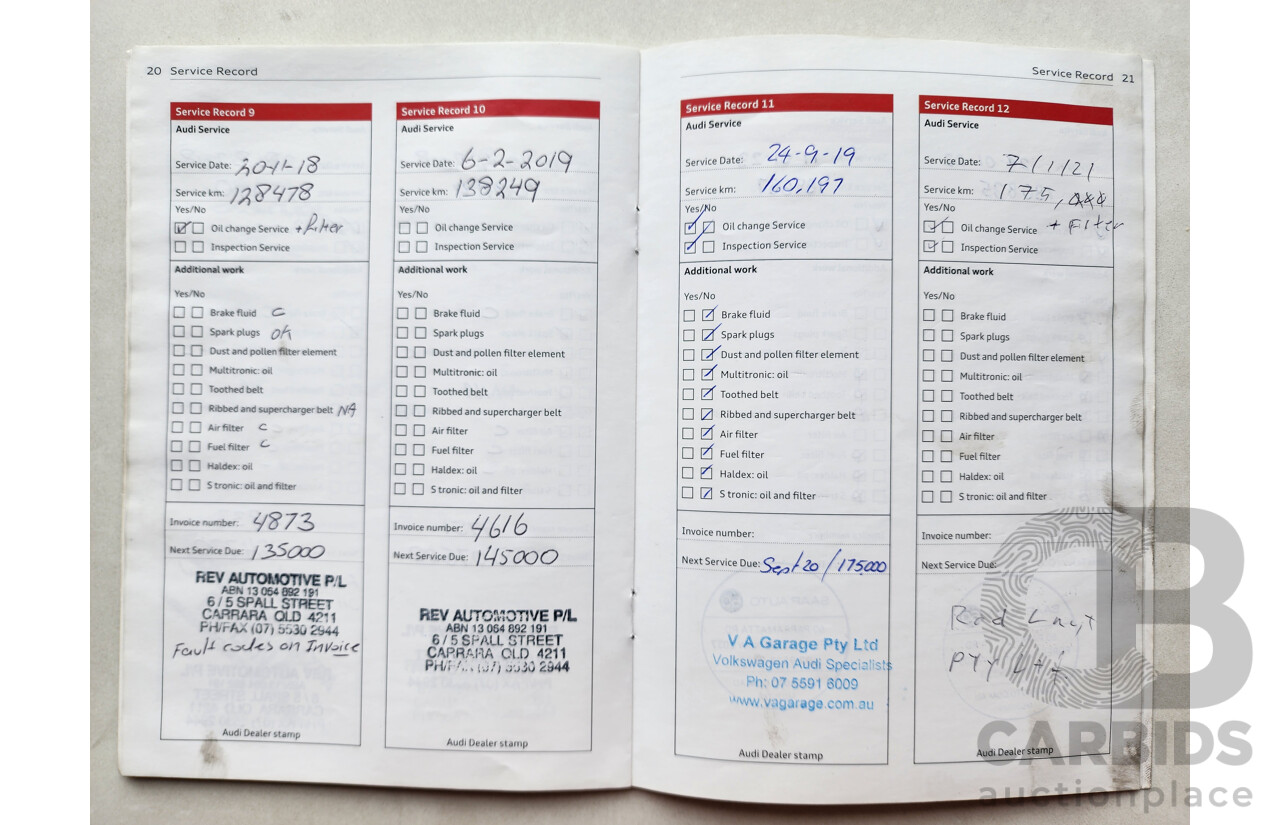 20 Service Record
Service Record 9
Audi Service
Service Date: 20-1-18
Service km: 128478
Yes/No
Oil change Service + Filter
Inspection Service
Additional work
Yes/No
Brake fluid C
Spark plugs OK
Dust and pollen filter element
Multitronic: oil
Toothed belt
Ribbed and supercharger belt NA
Air filter C
Fuel filter C
Haldex: oil
S tronic: oil and filter
Invoice number: 4873
Next Service Due: 135000
REV AUTOMOTIVE P/L
ABN 13 064 892 191
6 / 5 SPALL STREET
CARRARA QLD 4211
PH/FAX (07) 5530 2944
Fault codes on Invoice
Audi Dealer stamp
Service Record 10
Audi Service
Service Date: 6-2-2019
Service km: 138249
Yes/No
Oil change Service
Inspection Service
Additional work
Yes/No
Brake fluid
Spark plugs
Dust and pollen filter element
Multitronic: oil
Toothed belt
Ribbed and supercharger belt
Air filter
Fuel filter
Haldex: oil
S tronic: oil and filter
Invoice number: 4616
Next Service Due: 145000
REV AUTOMOTIVE P/L
ABN 13 064 892 191
6 / 5 SPALL STREET
CARRARA QLD 4211
PH/FAX (07) 5530 2944
Audi Dealer stamp
Service Record 21
Service Record 11
Audi Service
Service Date: 24-9-19
Service km: 160,197
Yes/No
Oil change Service
Inspection Service
Additional work
Yes/No
Brake fluid
Spark plugs
Dust and pollen filter element
Multitronic: oil
Toothed belt
Ribbed and supercharger belt
Air filter
Fuel filter
Haldex: oil
S tronic: oil and filter
Invoice number:
Next Service Due: Sept 20 / 175000
V A Garage Pty Ltd
Volkswagen Audi Specialists
Ph: 07 5591 6009
www.vagarage.com.au
Audi Dealer stamp
Service Record 12
Audi Service
Service Date: 7/1/21
Service km: 175,
Yes/No
Oil change Service + Filter
Inspection Service
Additional work
Yes/No
Brake fluid
Spark plugs
Dust and pollen filter element
Multitronic: oil
Toothed belt
Ribbed and supercharger belt
Air filter
Fuel filter
Haldex: oil
S tronic: oil and filter
Invoice number:
Next Service Due:
PTY Ltd.
Audi Dealer stamp
CARBIDS
auctionplace